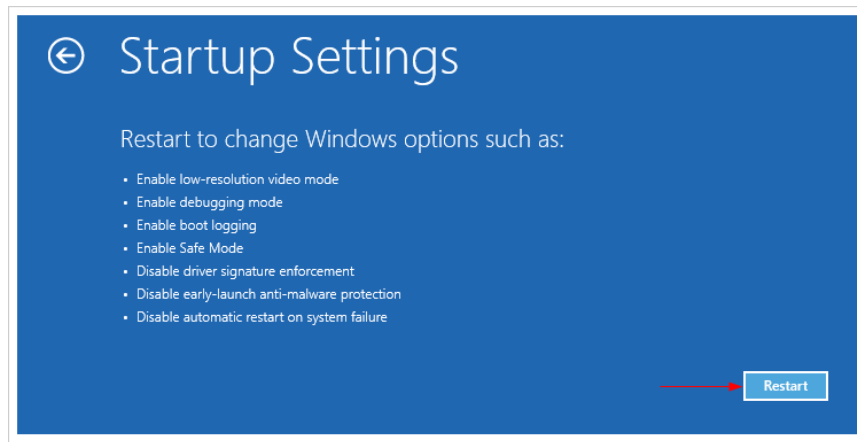 Startup Settings
Restart to change Windows options such as:
• Enable low-resolution video mode
• Enable debugging mode
• Enable boot logging
• Enable Safe Mode
• Disable driver signature enforcement
• Disable early-launch anti-malware protection
• Disable automatic restart on system failure
Restart